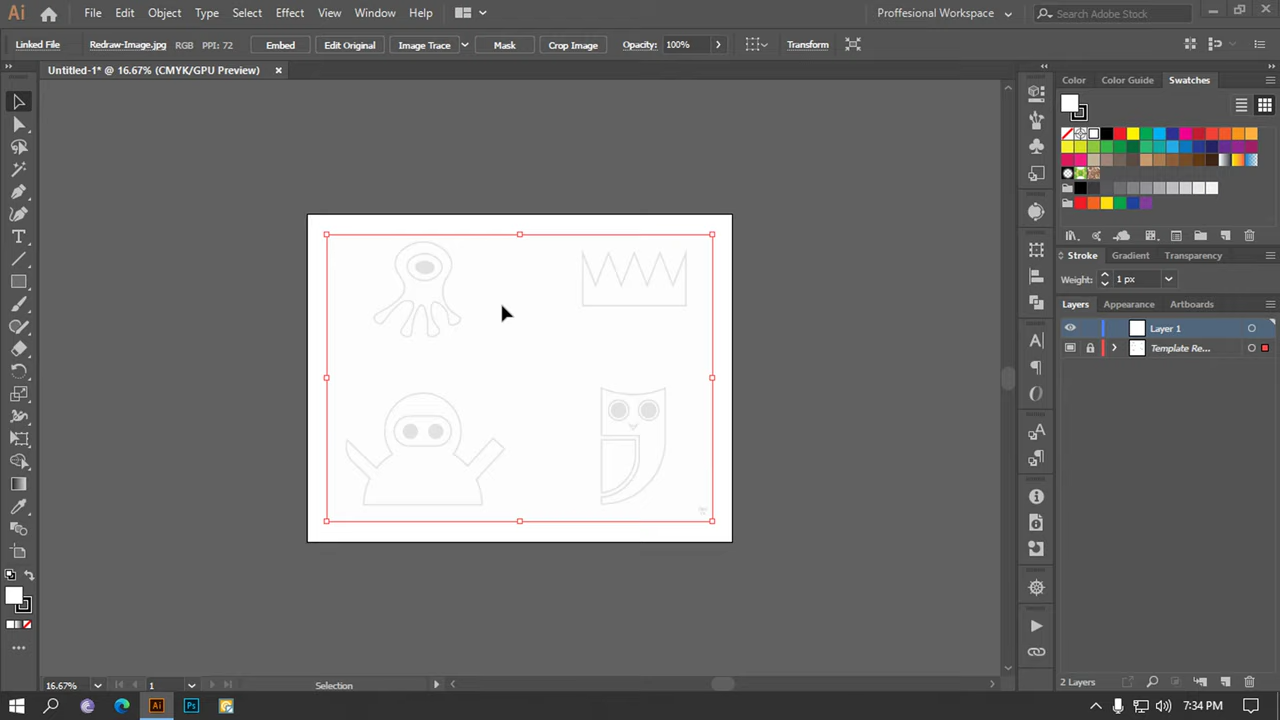 Ai File Edit Object Type Select Effect View Window Help Proffesional Workspace Search Adobe Stock
Linked File Redraw-Image.jpg RGB PPI: 72 Embed Edit Original Image Trace Mask Crop Image Opacity: 100% Transform
Untitled-1* @ 16.67% (CMYK/GPU Preview)
Color Color Guide Swatches
Stroke Gradient Transparency
Weight: 1 px
Layers Appearance Artboards
Layer 1
Template Re...
2 Layers
16.67% 1 Selection
Ai Ps 7:34 PM